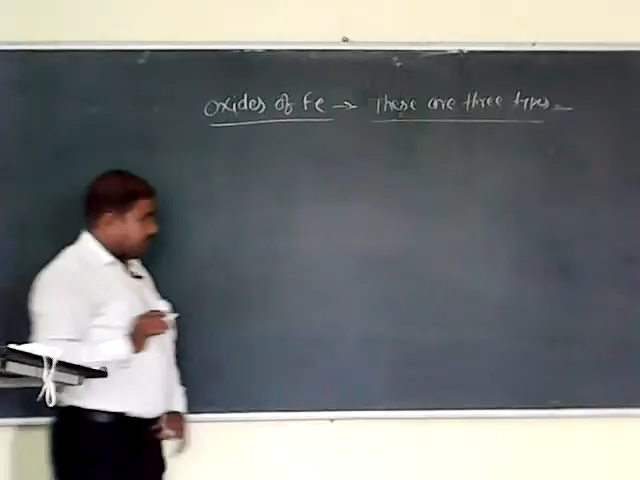 Oxides of Fe → These are three types –